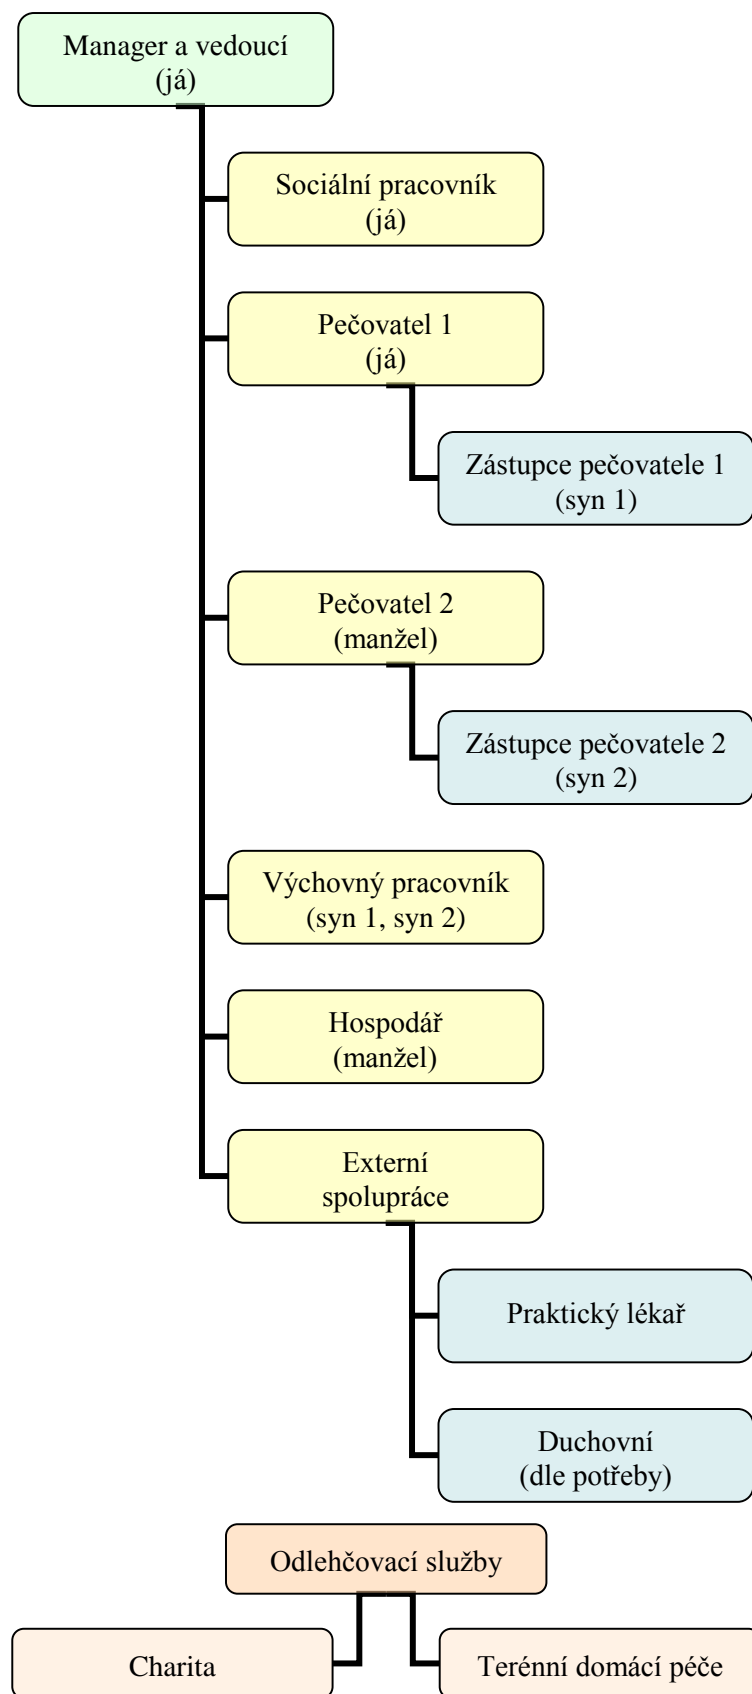 Manager a vedoucí
(já)
Sociální pracovník
(já)
Pečovatel 1
(já)
Zástupce pečovatele 1
(syn 1)
Pečovatel 2
(manžel)
Zástupce pečovatele 2
(syn 2)
Výchovný pracovník
(syn 1, syn 2)
Hospodář
(manžel)
Externí
spolupráce
Praktický lékař
Duchovní
(dle potřeby)
Odlehčovací služby
Charita
Terénní domácí péče